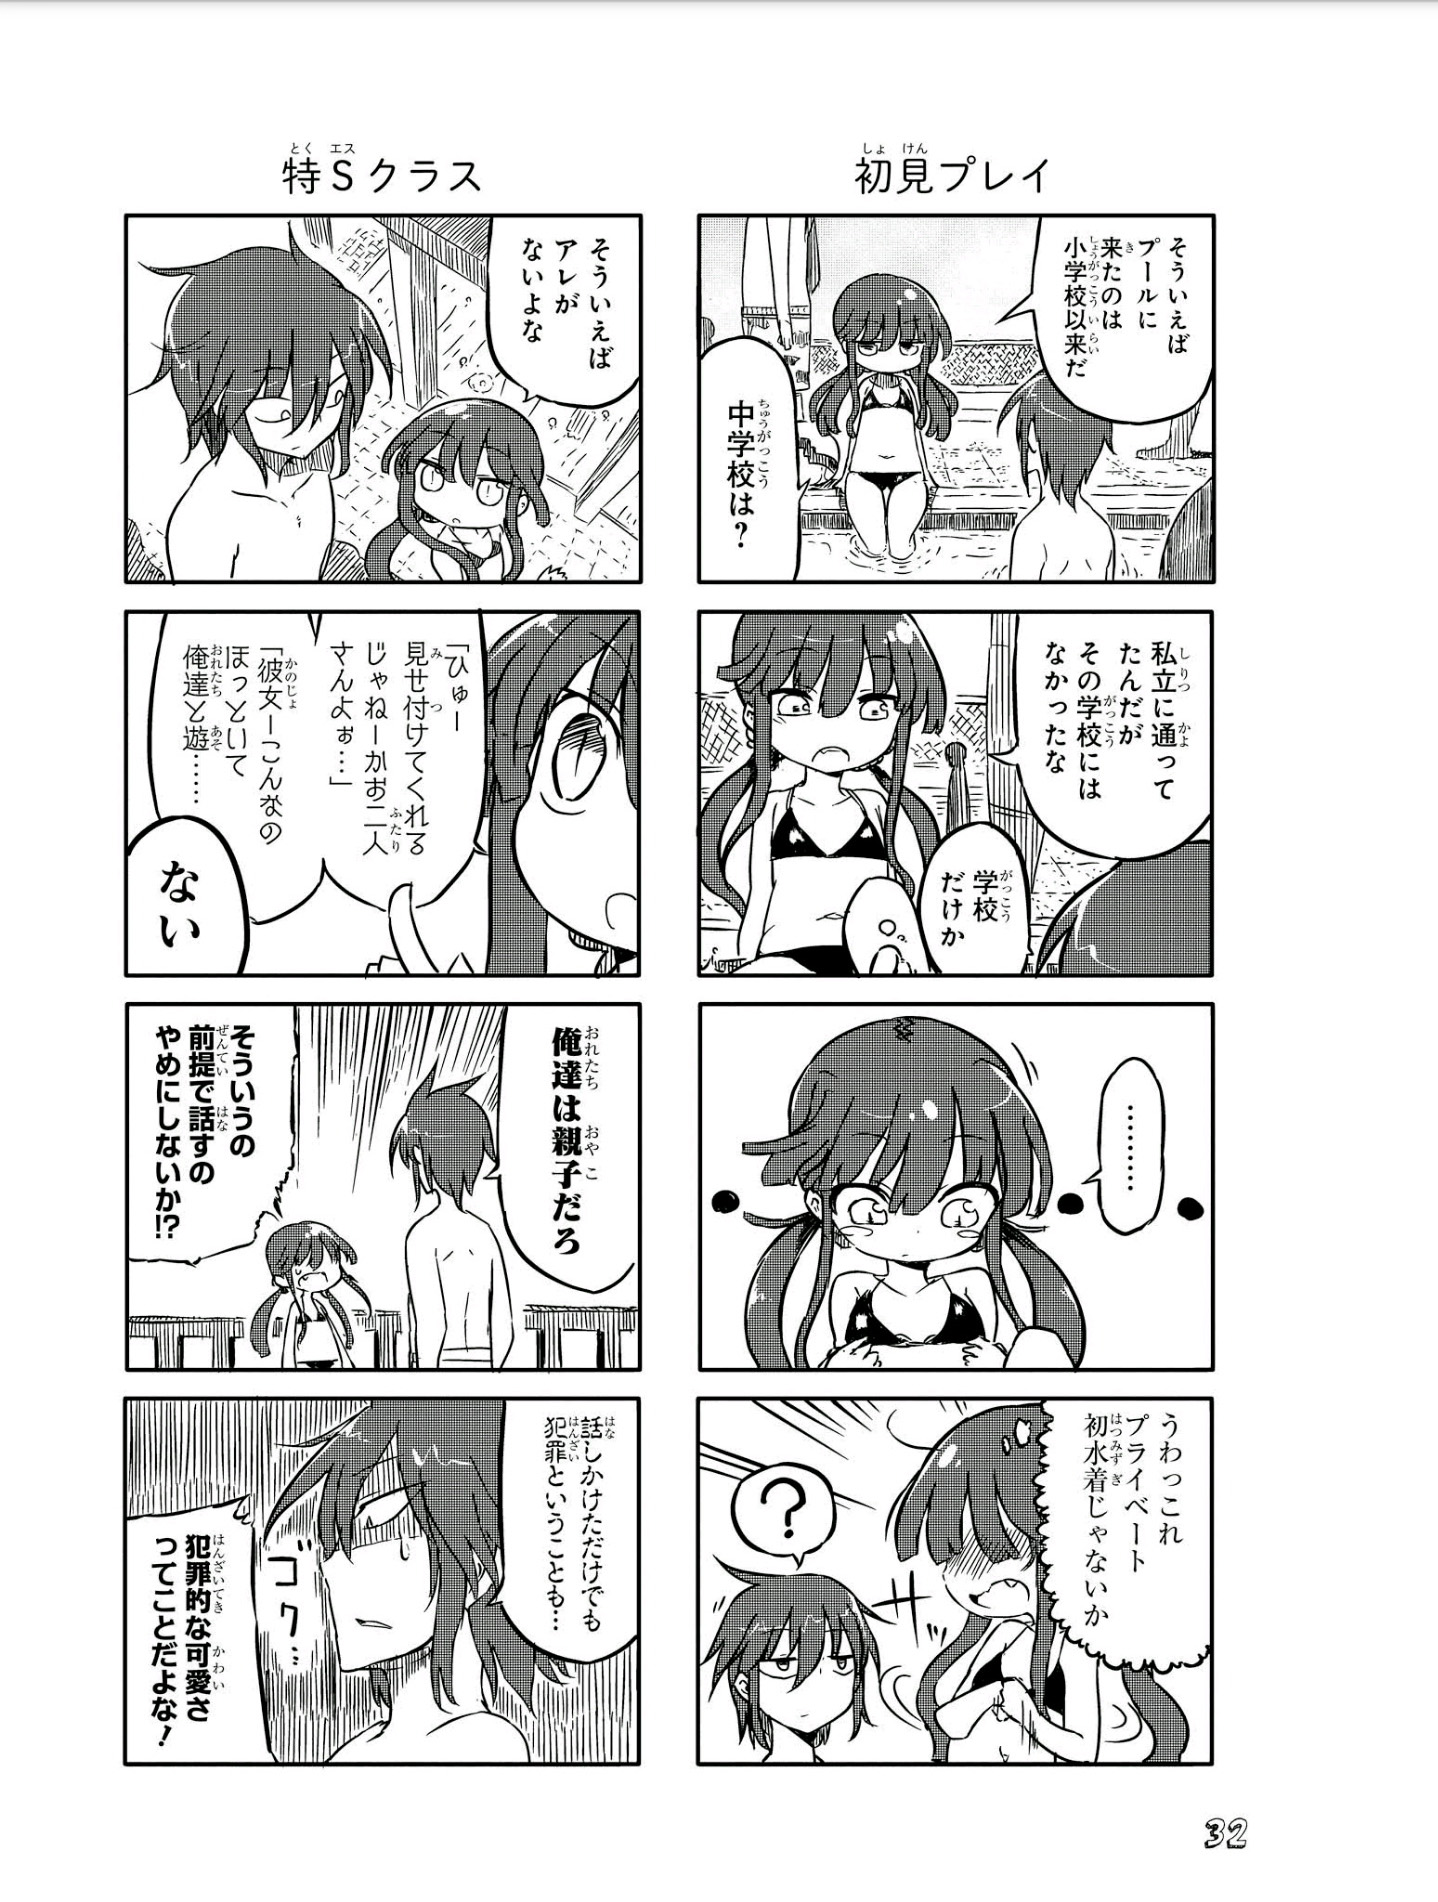 初見プレイ
そういえば
プールに
来たのは
小学校以来だ
中学校は？
私立に通って
たんだが
その学校には
なかったな
学校
だけか
………
うわっこれ
プライベート
初水着じゃないか
？
特Sクラス
そういえば
アレが
ないよな
「ひゅー
見せ付けてくれる
じゃねーかお二人
さんよぉ…」
「彼女ーこんなの
ほっといて
俺達と遊……
ない
俺達は親子だろ
そういうの
前提で話すの
やめにしないか!?
話しかけただけでも
犯罪ということも…
ゴク…
犯罪的な可愛さ
ってことだよな！
32